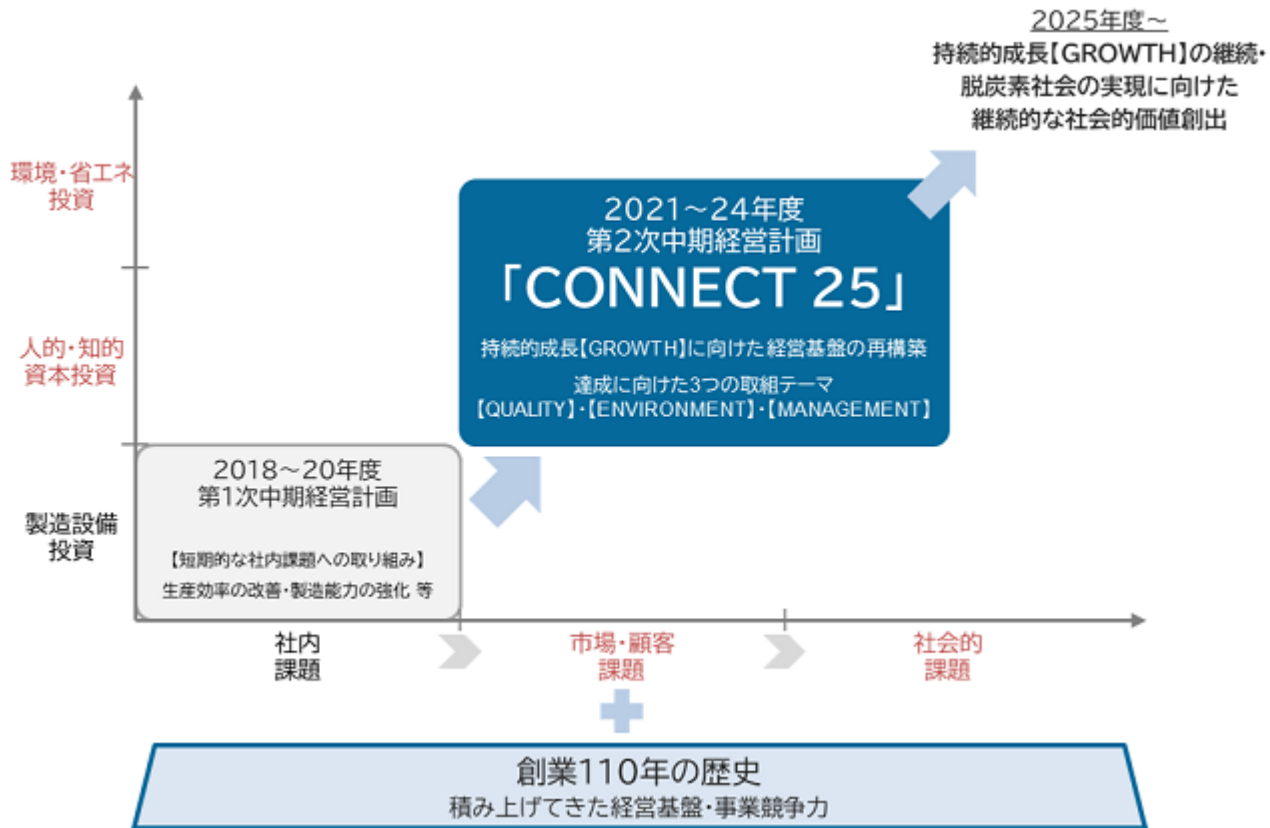 2025年度～
持続的成長【GROWTH】の継続・
脱炭素社会の実現に向けた
継続的な社会的価値創出
環境・省エネ
投資
2021～24年度
第2次中期経営計画
「CONNECT 25」
持続的成長【GROWTH】に向けた経営基盤の再構築
達成に向けた3つの取組テーマ
【QUALITY】・【ENVIRONMENT】・【MANAGEMENT】
人的・知的
資本投資
2018～20年度
第1次中期経営計画
【短期的な社内課題への取り組み】
生産効率の改善・製造能力の強化 等
製造設備
投資
社内
課題
市場・顧客
課題
社会的
課題
創業110年の歴史
積み上げてきた経営基盤・事業競争力